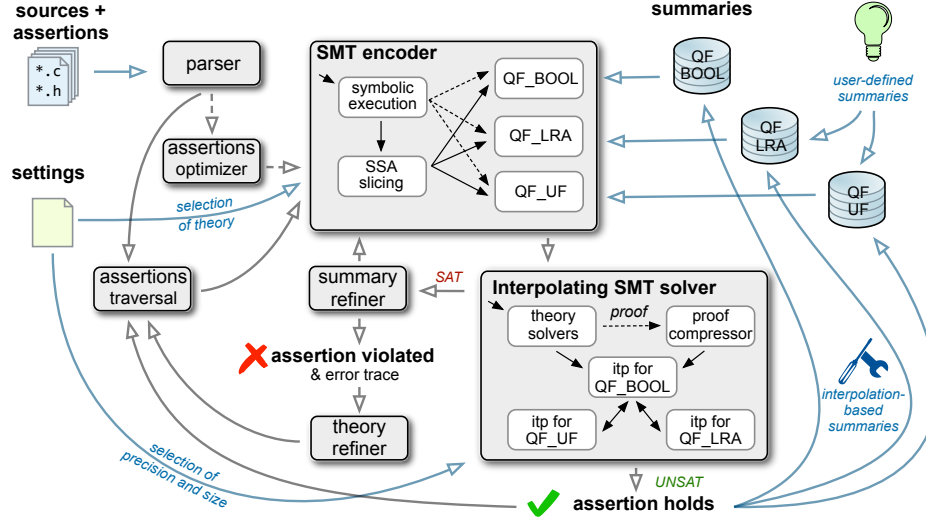 sources +
assertions
*.c
*.h
parser
assertions
optimizer
settings
selection
of theory
assertions
traversal
SMT encoder
symbolic
execution
SSA
slicing
QF_BOOL
QF_LRA
QF_UF
summaries
QF
BOOL
QF
LRA
QF
UF
user-defined
summaries
summary
refiner
SAT
assertion violated
& error trace
theory
refiner
Interpolating SMT solver
theory
solvers
proof
proof
compressor
itp for
QF_BOOL
itp for
QF_UF
itp for
QF_LRA
interpolation-
based
summaries
selection of
precision and size
UNSAT
assertion holds